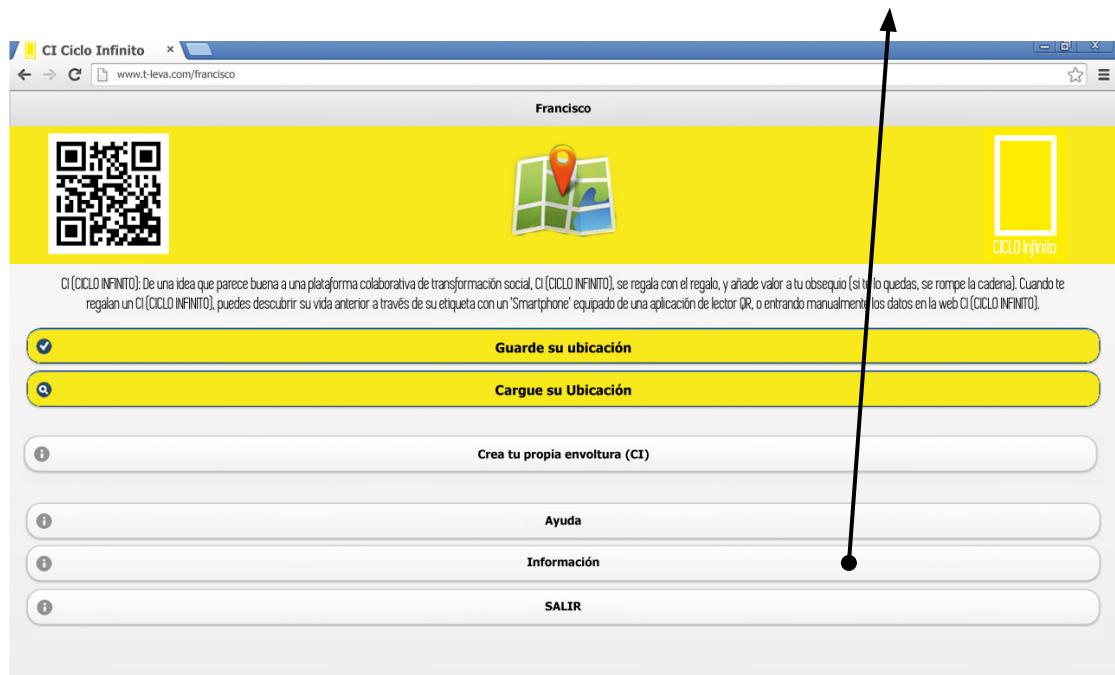 CI Ciclo Infinito
www.t-leva.com/francisco
Francisco
CICLO Infinito
CI (CICLO INFINITO): De una idea que parece buena a una plataforma colaborativa de transformación social, CI (CICLO INFINITO), se regala con el regalo, y añade valor a tu obsequio (si te lo quedas, se rompe la cadena). Cuando te
regalan un CI (CICLO INFINITO), puedes descubrir su vida anterior a través de su etiqueta con un 'Smartphone' equipado de una aplicación de lector QR, o entrando manualmente los datos en la web CI (CICLO INFINITO).
Guarde su ubicación
Cargue su Ubicación
Crea tu propia envoltura (CI)
Ayuda
Información
SALIR